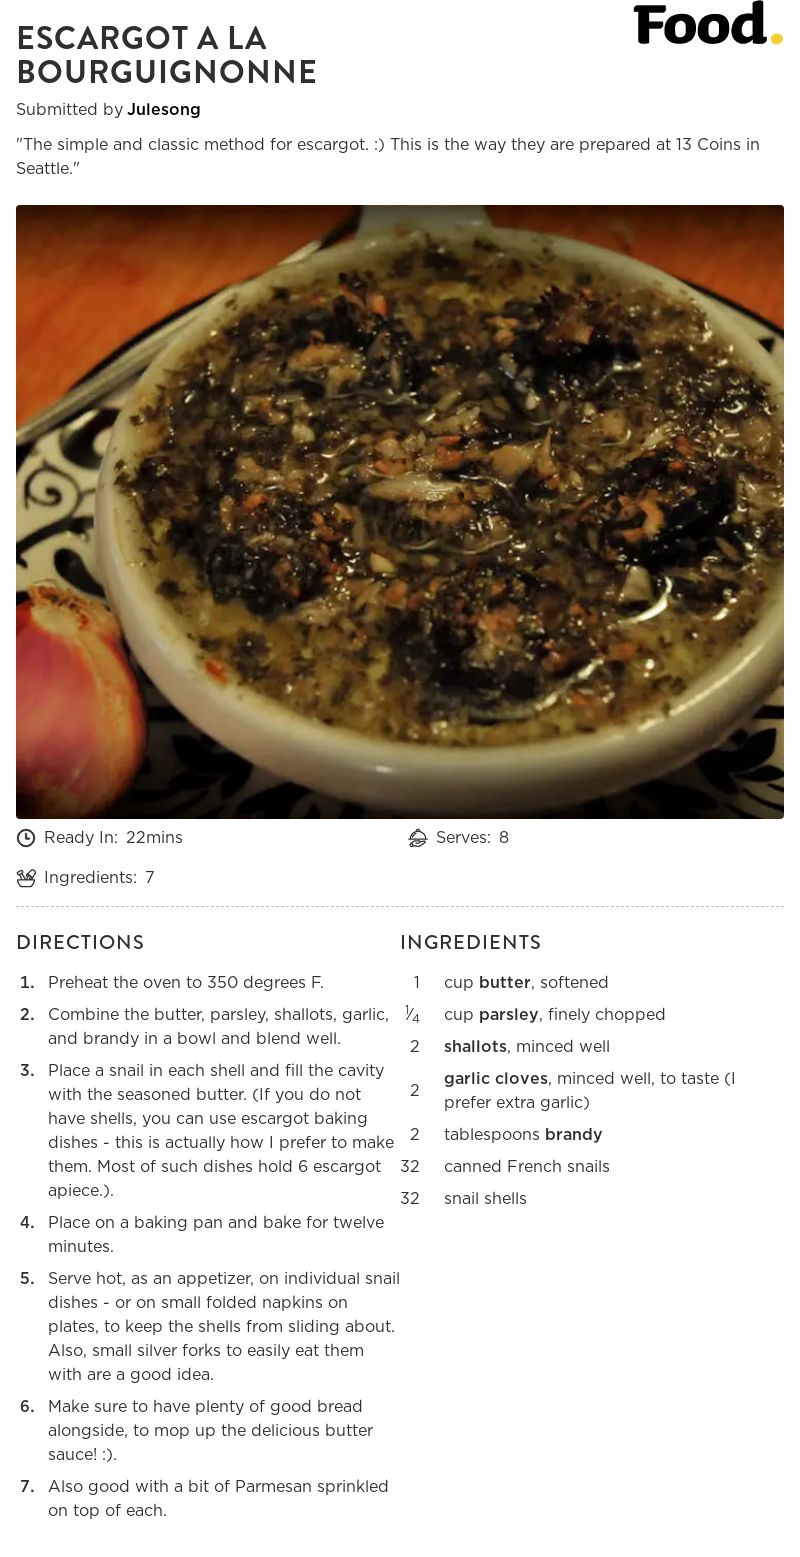 ESCARGOT A LA
BOURGUIGNONNE
Food.
Submitted by Julesong
"The simple and classic method for escargot. :) This is the way they are prepared at 13 Coins in
Seattle."
Ready In: 22mins
Serves: 8
Ingredients: 7
DIRECTIONS
1. Preheat the oven to 350 degrees F.
2. Combine the butter, parsley, shallots, garlic,
and brandy in a bowl and blend well.
3. Place a snail in each shell and fill the cavity
with the seasoned butter. (If you do not
have shells, you can use escargot baking
dishes - this is actually how I prefer to make
them. Most of such dishes hold 6 escargot
apiece.).
4. Place on a baking pan and bake for twelve
minutes.
5. Serve hot, as an appetizer, on individual snail
dishes - or on small folded napkins on
plates, to keep the shells from sliding about.
Also, small silver forks to easily eat them
with are a good idea.
6. Make sure to have plenty of good bread
alongside, to mop up the delicious butter
sauce! :).
7. Also good with a bit of Parmesan sprinkled
on top of each.
INGREDIENTS
1 cup butter, softened
1⁄4 cup parsley, finely chopped
2 shallots, minced well
2 garlic cloves, minced well, to taste (I
prefer extra garlic)
2 tablespoons brandy
32 canned French snails
32 snail shells